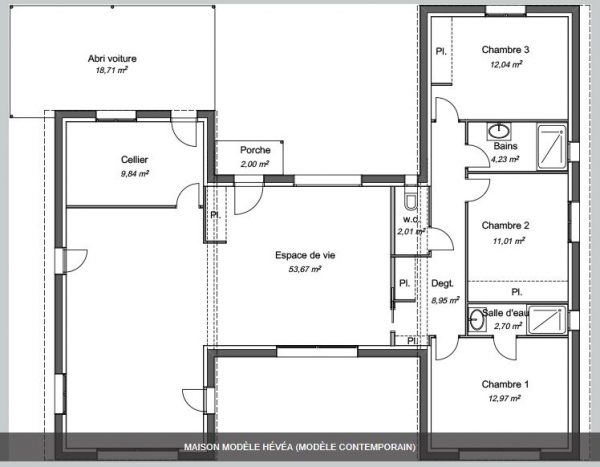 Abri voiture
18,71 m²
Pl.
Chambre 3
12,04 m²
Cellier
9,84 m²
Porche
2,00 m²
Bains
4,23 m²
Pl.
w.c.
2,01 m²
Chambre 2
11,01 m²
Espace de vie
53,67 m²
Pl.
Degt.
8,95 m²
Pl.
Salle d'eau
2,70 m²
Pl.
Chambre 1
12,97 m²
MAISON MODÈLE HÉVÉA (MODÈLE CONTEMPORAIN)